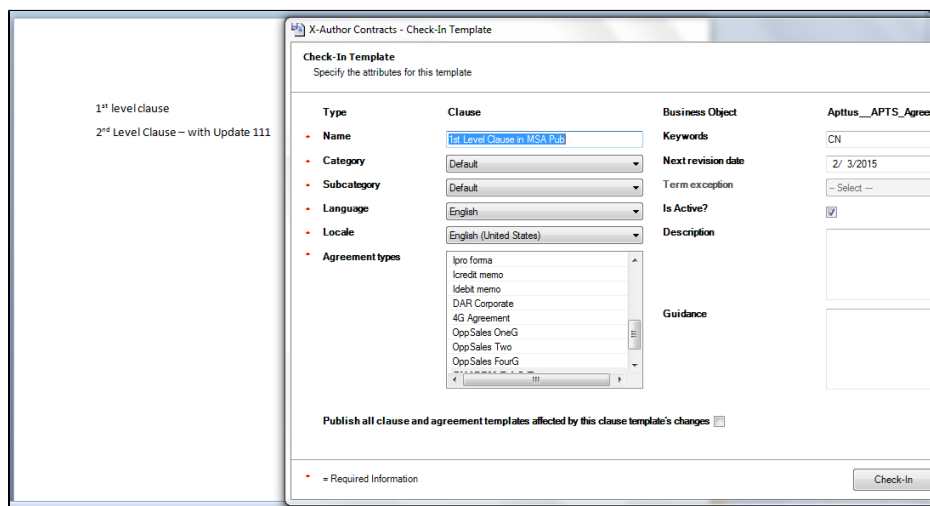 X-Author Contracts - Check-In Template
Check-In Template
Specify the attributes for this template
1st level clause
2nd Level Clause – with Update 111
Type Clause Business Object Apttus__APTS_Agree
* Name 1st Level Clause in MSA Pub Keywords CN
* Category Default Next revision date 2/ 3/2015
* Subcategory Default Term exception -- Select ---
* Language English Is Active?
* Locale English (United States) Description
* Agreement types
Ipro forma
Icredit memo
Idebit memo
DAR Corporate
4G Agreement
Guidance
OppSales OneG
OppSales Two
OppSales FourG
Publish all clause and agreement templates affected by this clause template's changes
* = Required Information
Check-In